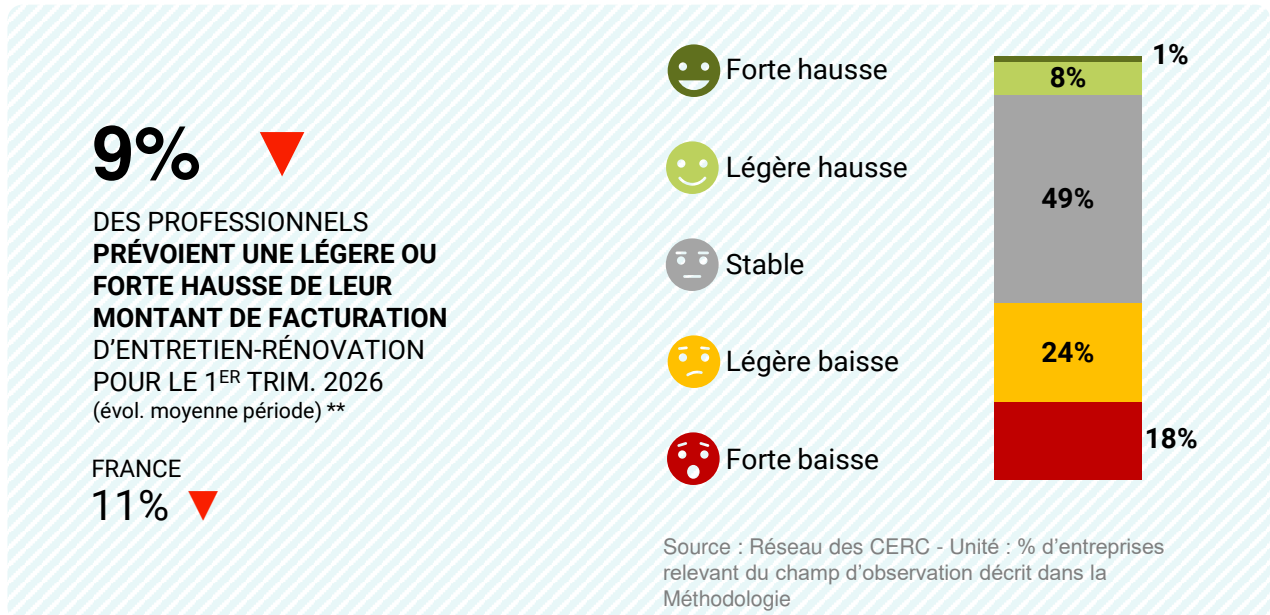 9%
DES PROFESSIONNELS
PRÉVOIENT UNE LÉGERE OU
FORTE HAUSSE DE LEUR
MONTANT DE FACTURATION
D’ENTRETIEN-RÉNOVATION
POUR LE 1ER TRIM. 2026
(évol. moyenne période) **
FRANCE
11%
Forte hausse
Légère hausse
Stable
Légère baisse
Forte baisse
1%
8%
49%
24%
18%
Source : Réseau des CERC - Unité : % d’entreprises
relevant du champ d’observation décrit dans la
Méthodologie